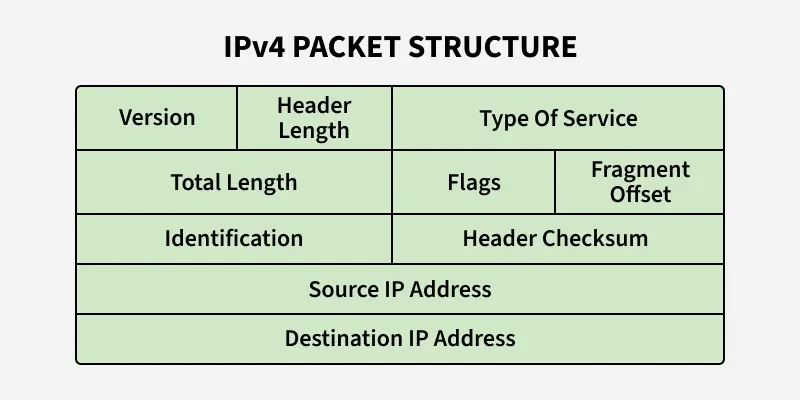 IPv4 PACKET STRUCTURE
Version
Header
Length
Type Of Service
Total Length
Flags
Fragment
Offset
Identification
Header Checksum
Source IP Address
Destination IP Address